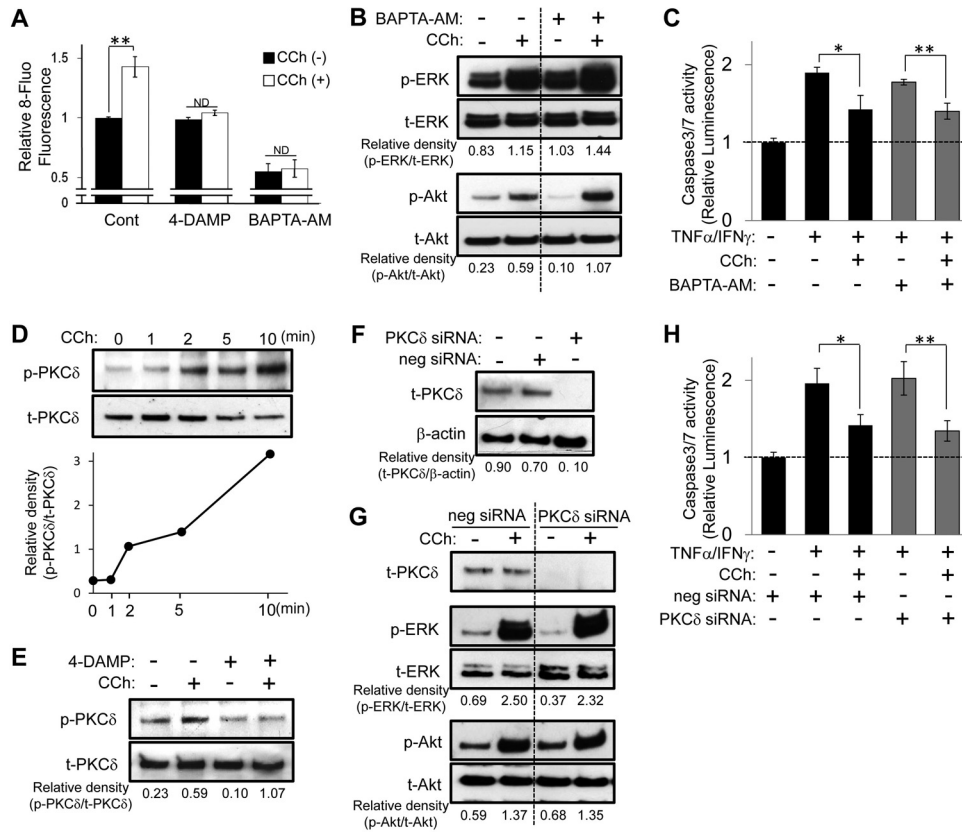 A
Relative 8-Fluo
Fluorescence
1.5
1
0.5
0
**
ND
ND
CCh (-)
CCh (+)
Cont
4-DAMP
BAPTA-AM
B
BAPTA-AM: - - + +
CCh: - + - +
p-ERK
t-ERK
Relative density
(p-ERK/t-ERK)
0.83 1.15 1.03 1.44
p-Akt
t-Akt
Relative density
(p-Akt/t-Akt)
0.23 0.59 0.10 1.07
C
Caspase3/7 activity
(Relative Luminescence)
2
1
0
* **
TNFα/IFNγ: - + + + +
CCh: - - + - +
BAPTA-AM: - - - + +
D
CCh: 0 1 2 5 10 (min)
p-PKCδ
t-PKCδ
Relative density
(p-PKCδ/t-PKCδ)
3
2
1
0
0 1 2 5 10(min)
E
4-DAMP: - - + +
CCh: - + - +
p-PKCδ
t-PKCδ
Relative density
(p-PKCδ/t-PKCδ)
0.23 0.59 0.10 1.07
F
PKCδ siRNA: - - +
neg siRNA: - + -
t-PKCδ
β-actin
Relative density
(t-PKCδ/β-actin)
0.90 0.70 0. 10
G
neg siRNA PKCδ siRNA
CCh: - + - +
t-PKCδ
p-ERK
t-ERK
Relative density
(p-ERK/t-ERK)
0.69 2.50 0.37 2.32
p-Akt
t-Akt
Relative density
(p-Akt/t-Akt)
0.59 1.37 0.68 1.35
H
Caspase3/7 activity
(Relative Luminescence)
2
1
0
* **
TNFα/IFNγ: - + + + +
CCh: - - + - +
neg siRNA: + + + - -
PKCδ siRNA: - - - + +